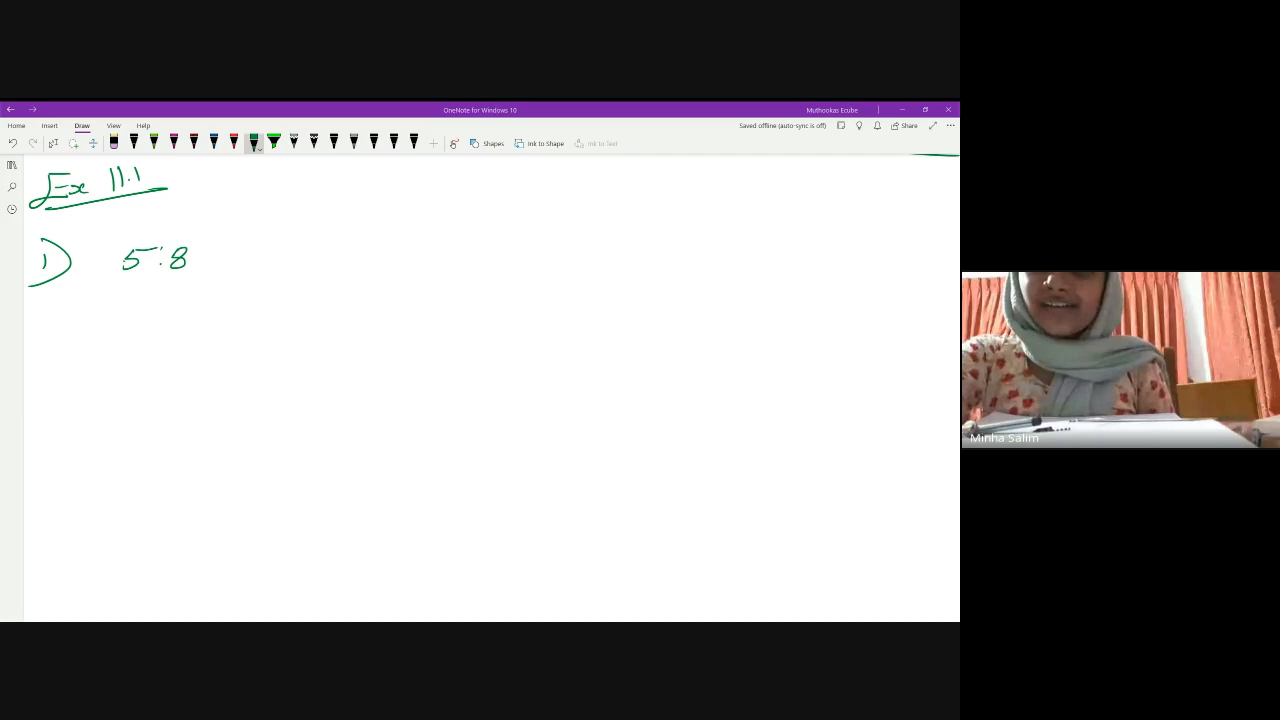 OneNote for Windows 10
Muthookas Ecube
Home Insert Draw View Help
Saved offline (auto-sync is off)
Share
Shapes
Ink to Shape
Ink to Text
Ex 11.1
1) 5:8
Minha Salim